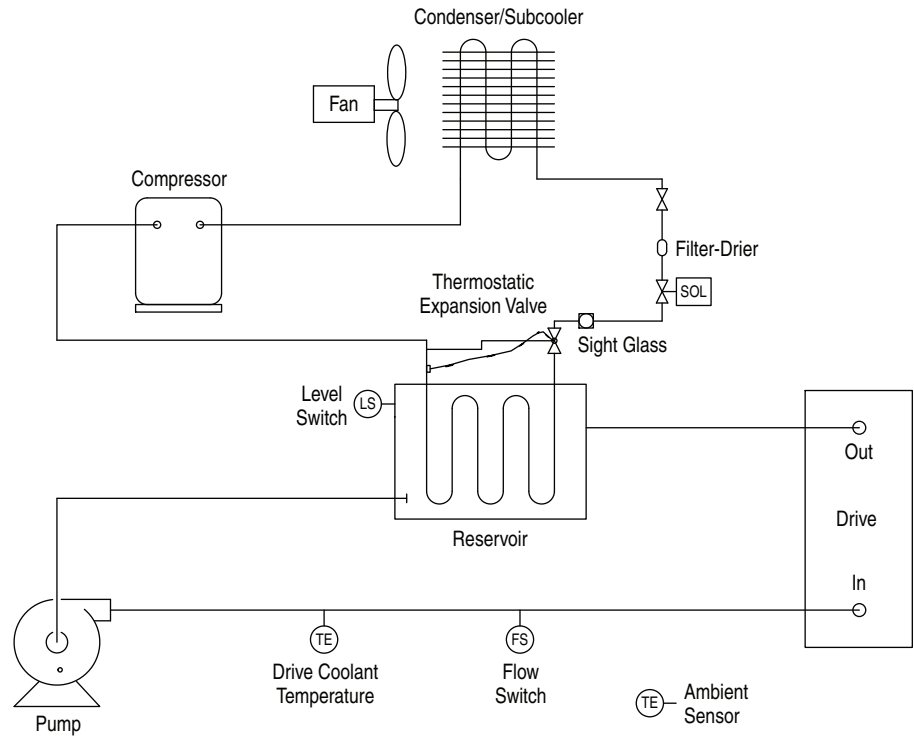 Condenser/Subcooler
Fan
Compressor
Filter-Drier
Thermostatic
Expansion Valve
SOL
Sight Glass
Level
Switch
LS
Out
Reservoir
Drive
In
TE
FS
Drive Coolant
Temperature
Flow
Switch
Pump
TE
Ambient
Sensor